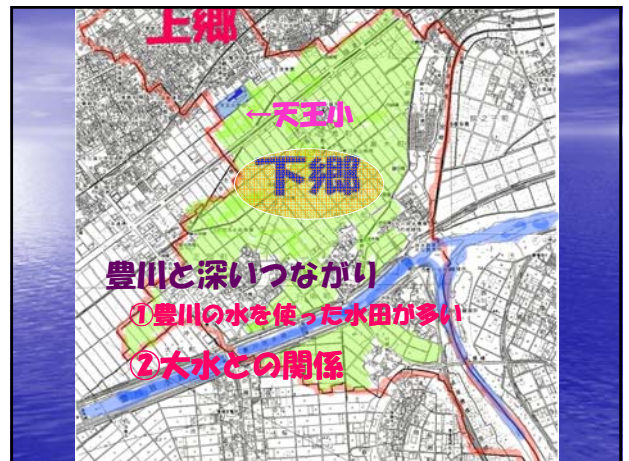 上郷
←天王小
下郷
豊川と深いつながり
①豊川の水を使った水田が多い
②大水との関係